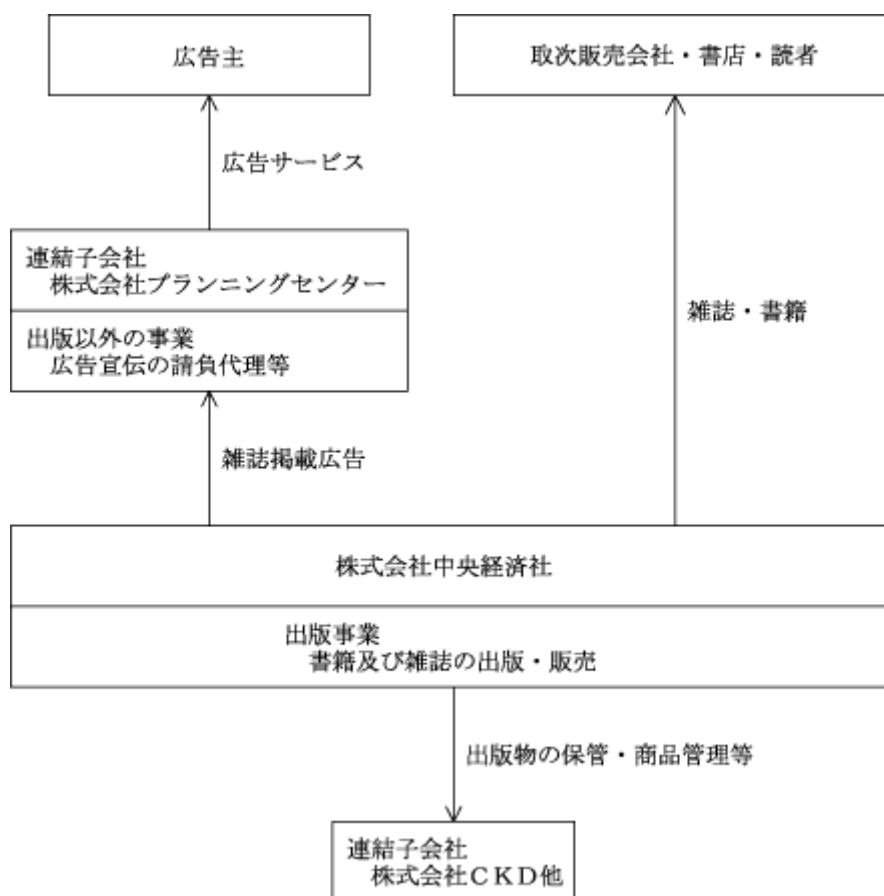 広告主
取次販売会社・書店・読者
広告サービス
連結子会社
株式会社プランニングセンター
出版以外の事業
広告宣伝の請負代理等
雑誌・書籍
雑誌掲載広告
株式会社中央経済社
出版事業
書籍及び雑誌の出版・販売
出版物の保管・商品管理等
連結子会社
株式会社CKD他